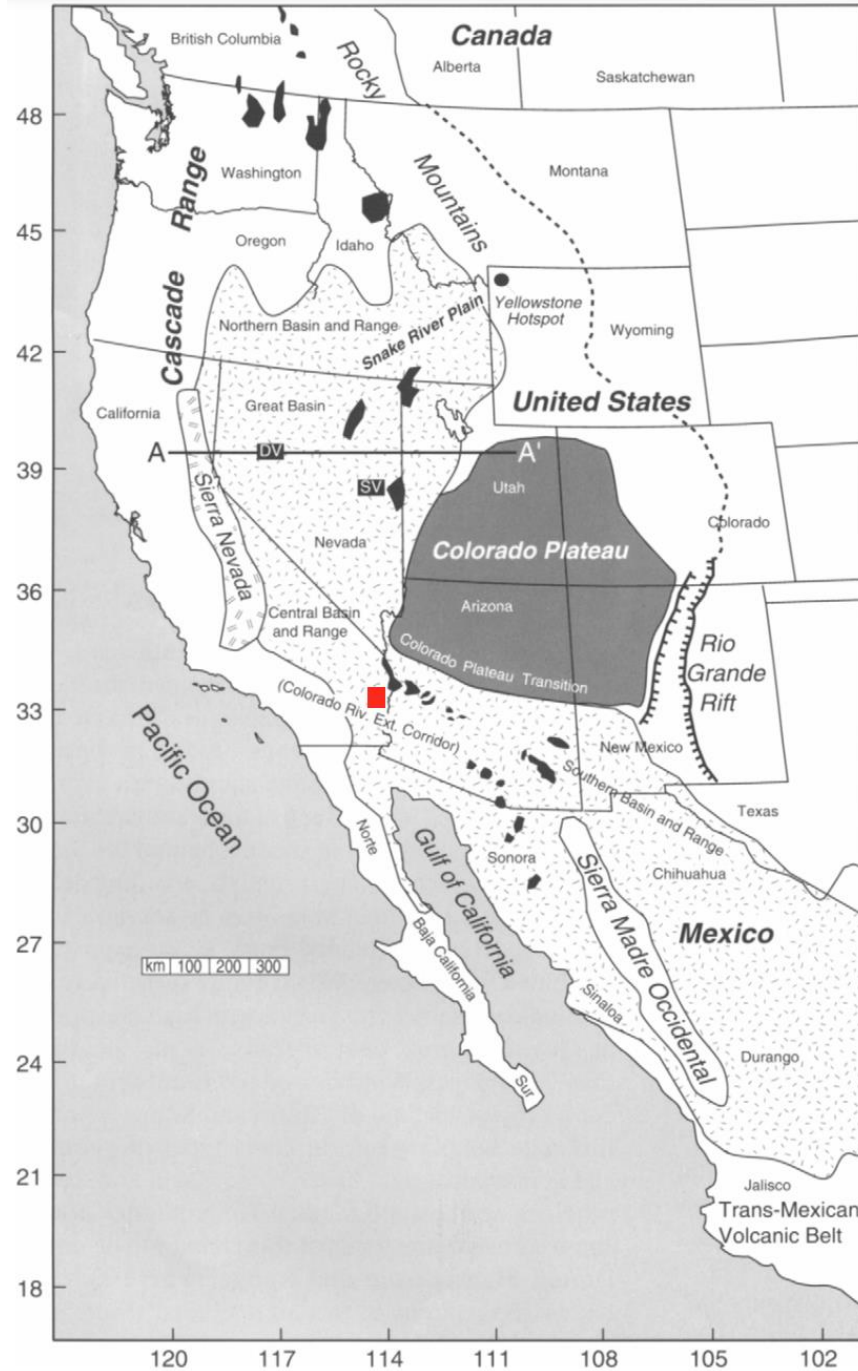 British Columbia
Canada
Rocky
Alberta
Saskatchewan
48
Range
Washington
Mountains
Montana
45
Oregon
Idaho
Cascade
Yellowstone
Hotspot
Northern Basin and Range
Snake River Plain
Wyoming
42
California
Great Basin
United States
A
DV
A'
39
SV
Utah
Sierra Nevada
Colorado
Nevada
Colorado Plateau
36
Central Basin
and Range
Arizona
Rio
Grande
Rift
Colorado Plateau Transition
(Colorado Riv. Ext. Corridor)
33
Pacific Ocean
New Mexico
Southern Basin and Range
Texas
30
Norte
Gulf of California
Sonora
Sierra Madre Occidental
Chihuahua
Mexico
27
Baja California
km 100 200 300
Sinaloa
24
Sur
Durango
21
Jalisco
Trans-Mexican
Volcanic Belt
18
120 117 114 111 108 105 102